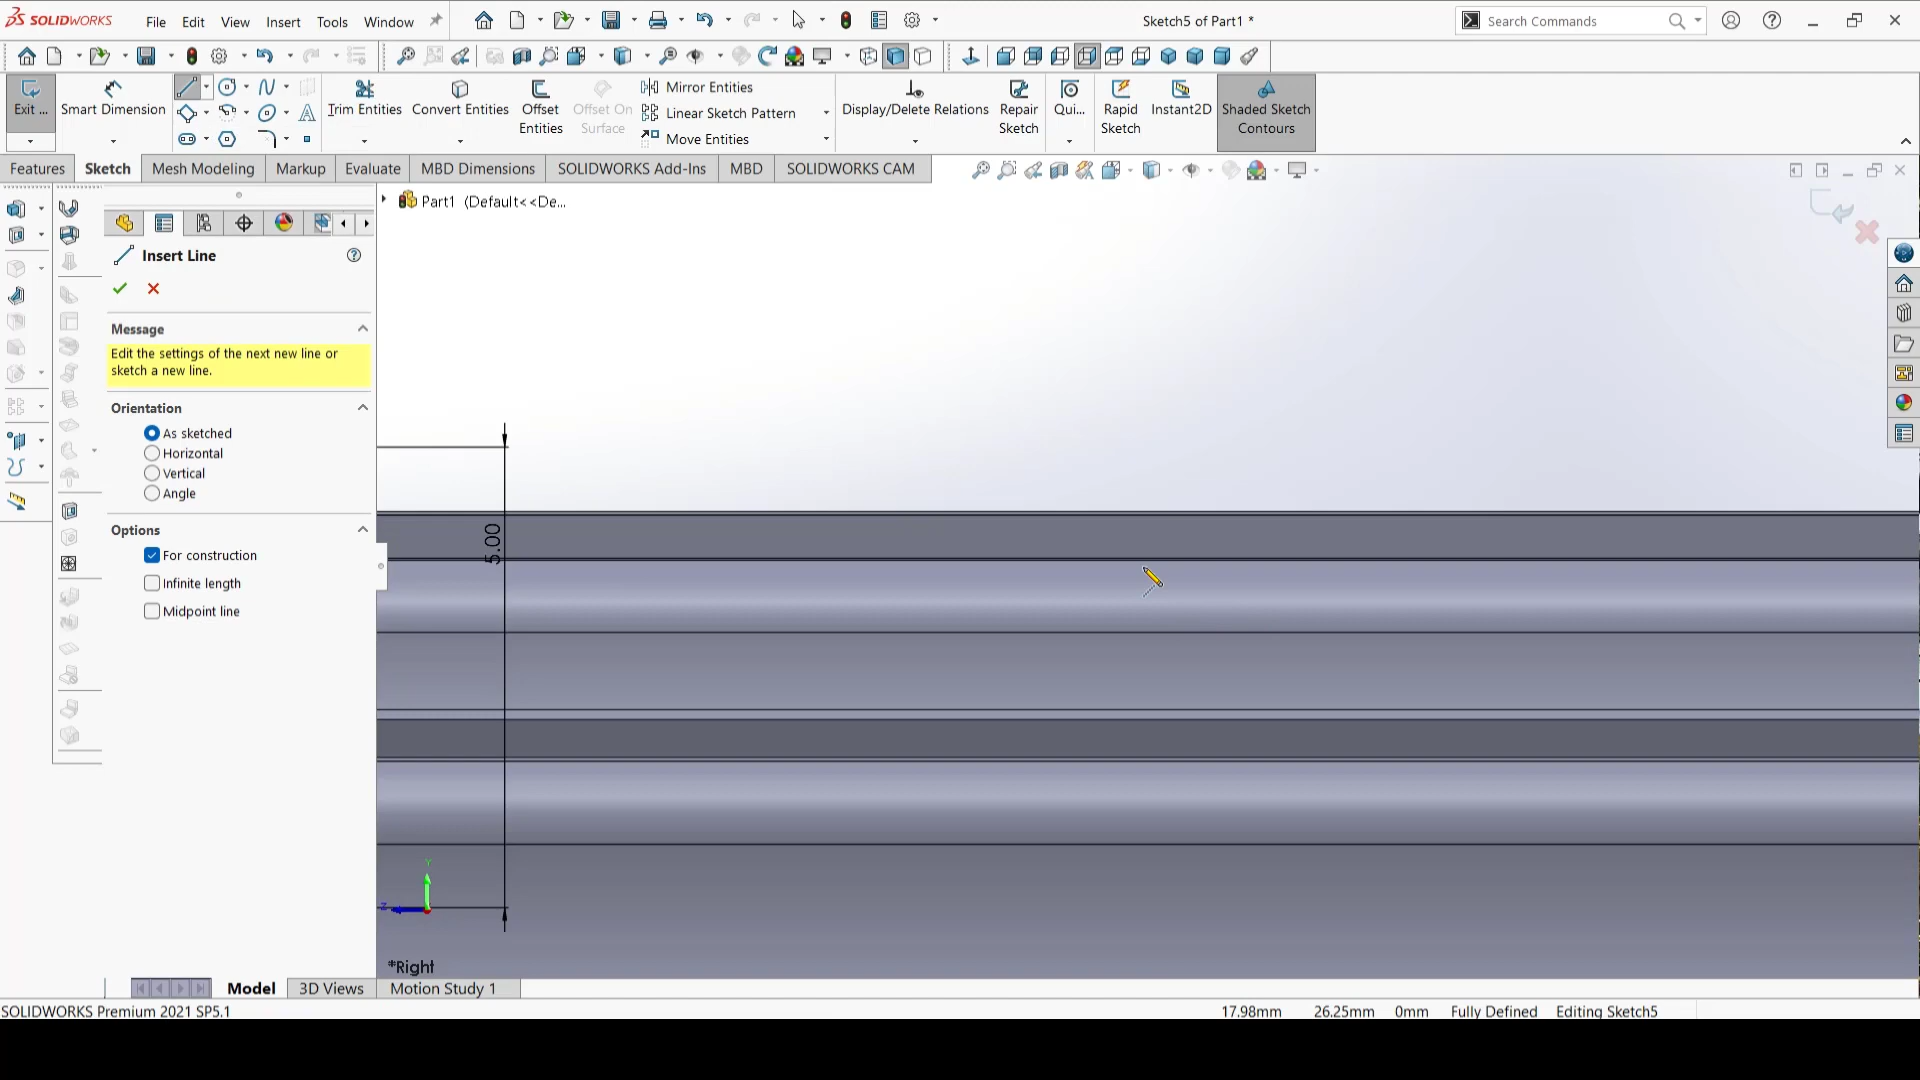 SOLIDWORKS File Edit View Insert Tools Window Sketch5 of Part1 * Search Commands
Exit ... Smart Dimension Trim Entities Convert Entities Offset Entities Offset On Surface Mirror Entities Linear Sketch Pattern Move Entities Display/Delete Relations Repair Sketch Qui... Rapid Sketch Instant2D Shaded Sketch Contours
Features Sketch Mesh Modeling Markup Evaluate MBD Dimensions SOLIDWORKS Add-Ins MBD SOLIDWORKS CAM
Part1 (Default<<De...
Insert Line
Message
Edit the settings of the next new line or
sketch a new line.
Orientation
As sketched
Horizontal
Vertical
Angle
Options
For construction
Infinite length
Midpoint line
5.00
Y
Z
*Right
Model 3D Views Motion Study 1
SOLIDWORKS Premium 2021 SP5.1 17.98mm 26.25mm 0mm Fully Defined Editing Sketch5